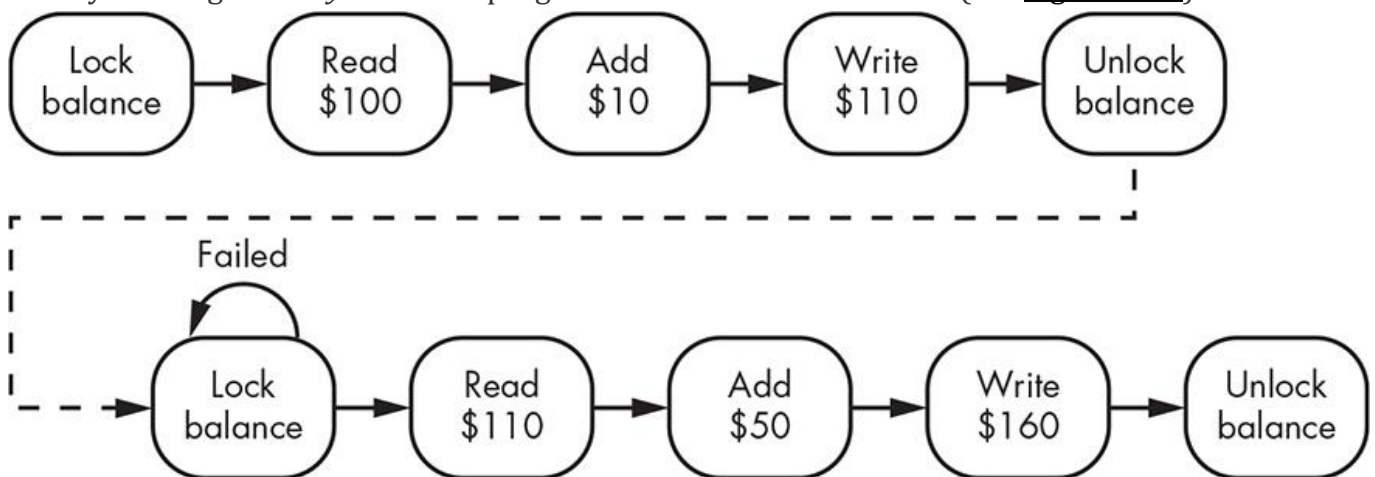 Lock
balance
Read
$100
Add
$10
Write
$110
Unlock
balance
Failed
Lock
balance
Read
$110
Add
$50
Write
$160
Unlock
balance